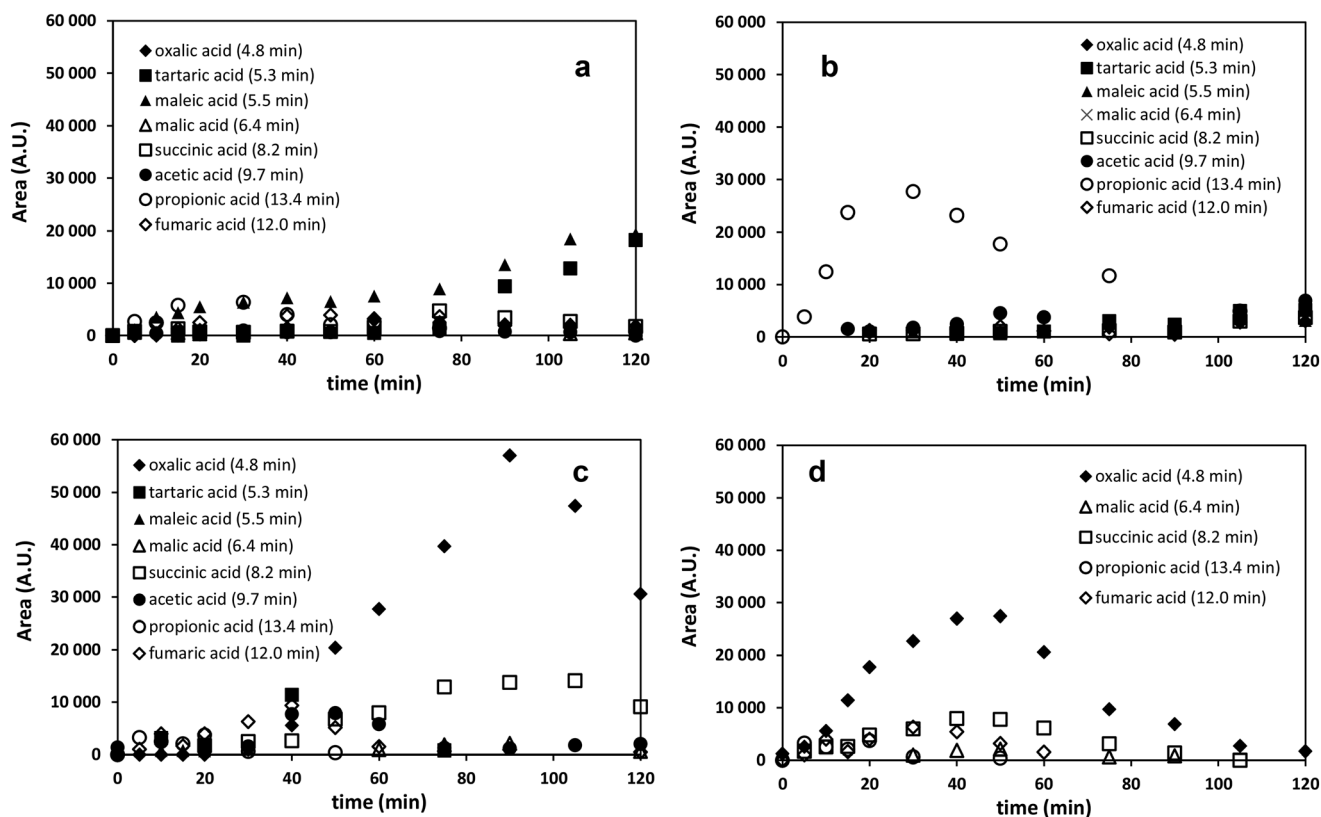 60 000
50 000
40 000
30 000
20 000
10 000
0
Area (A.U.)
a
oxalic acid (4.8 min)
tartaric acid (5.3 min)
maleic acid (5.5 min)
malic acid (6.4 min)
succinic acid (8.2 min)
acetic acid (9.7 min)
propionic acid (13.4 min)
fumaric acid (12.0 min)
0 20 40 60 80 100 120
time (min)
60 000
50 000
40 000
30 000
20 000
10 000
0
Area (A.U.)
b
oxalic acid (4.8 min)
tartaric acid (5.3 min)
maleic acid (5.5 min)
malic acid (6.4 min)
succinic acid (8.2 min)
acetic acid (9.7 min)
propionic acid (13.4 min)
fumaric acid (12.0 min)
0 20 40 60 80 100 120
time (min)
60 000
50 000
40 000
30 000
20 000
10 000
0
Area (A.U.)
c
oxalic acid (4.8 min)
tartaric acid (5.3 min)
maleic acid (5.5 min)
malic acid (6.4 min)
succinic acid (8.2 min)
acetic acid (9.7 min)
propionic acid (13.4 min)
fumaric acid (12.0 min)
0 20 40 60 80 100 120
time (min)
60 000
50 000
40 000
30 000
20 000
10 000
0
Area (A.U.)
d
oxalic acid (4.8 min)
malic acid (6.4 min)
succinic acid (8.2 min)
propionic acid (13.4 min)
fumaric acid (12.0 min)
0 20 40 60 80 100 120
time (min)